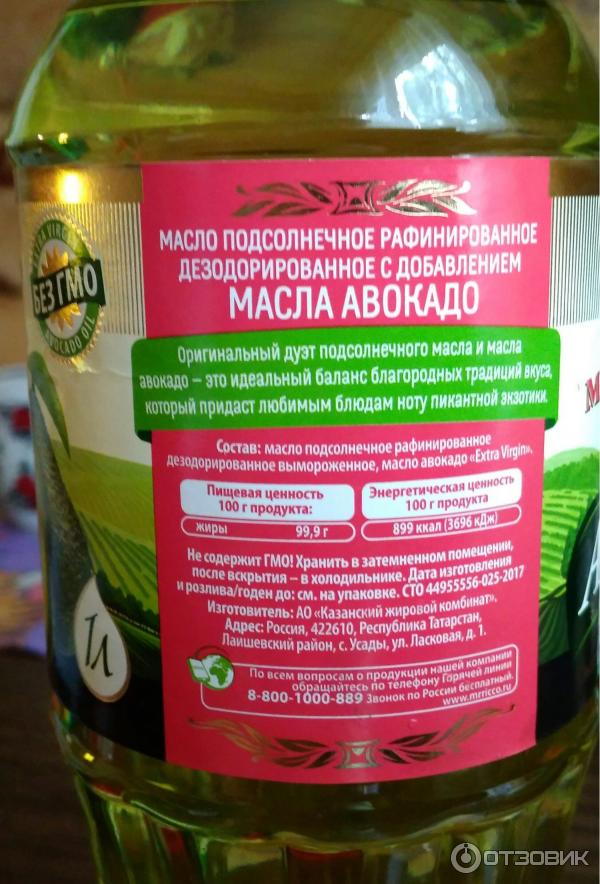 МАСЛО ПОДСОЛНЕЧНОЕ РАФИНИРОВАННОЕ
ДЕЗОДОРИРОВАННОЕ С ДОБАВЛЕНИЕМ
МАСЛА АВОКАДО
EXTRA VIRGIN
БЕЗ ГМО
AVOCADO OIL
Оригинальный дуэт подсолнечного масла и масла
авокадо – это идеальный баланс благородных традиций вкуса,
который придаст любимым блюдам ноту пикантной экзотики.
Состав: масло подсолнечное рафинированное
дезодорированное вымороженное, масло авокадо «Extra Virgin».
Пищевая ценность
100 г продукта:
жиры 99,9 г
Энергетическая ценность
100 г продукта
899 ккал (3696 кДж)
Не содержит ГМО! Хранить в затемненном помещении,
после вскрытия – в холодильнике. Дата изготовления
и розлива/годен до: см. на упаковке. СТО 44955556-025-2017
Изготовитель: АО «Казанский жировой комбинат».
Адрес: Россия, 422610, Республика Татарстан,
Лаишевский район, с. Усады, ул. Ласковая, д. 1.
1л
По всем вопросам о продукции нашей компании
обращайтесь по телефону Горячей линии
8-800-1000-889 Звонок по России бесплатный.
www.mrricco.ru
ОТЗОВИК